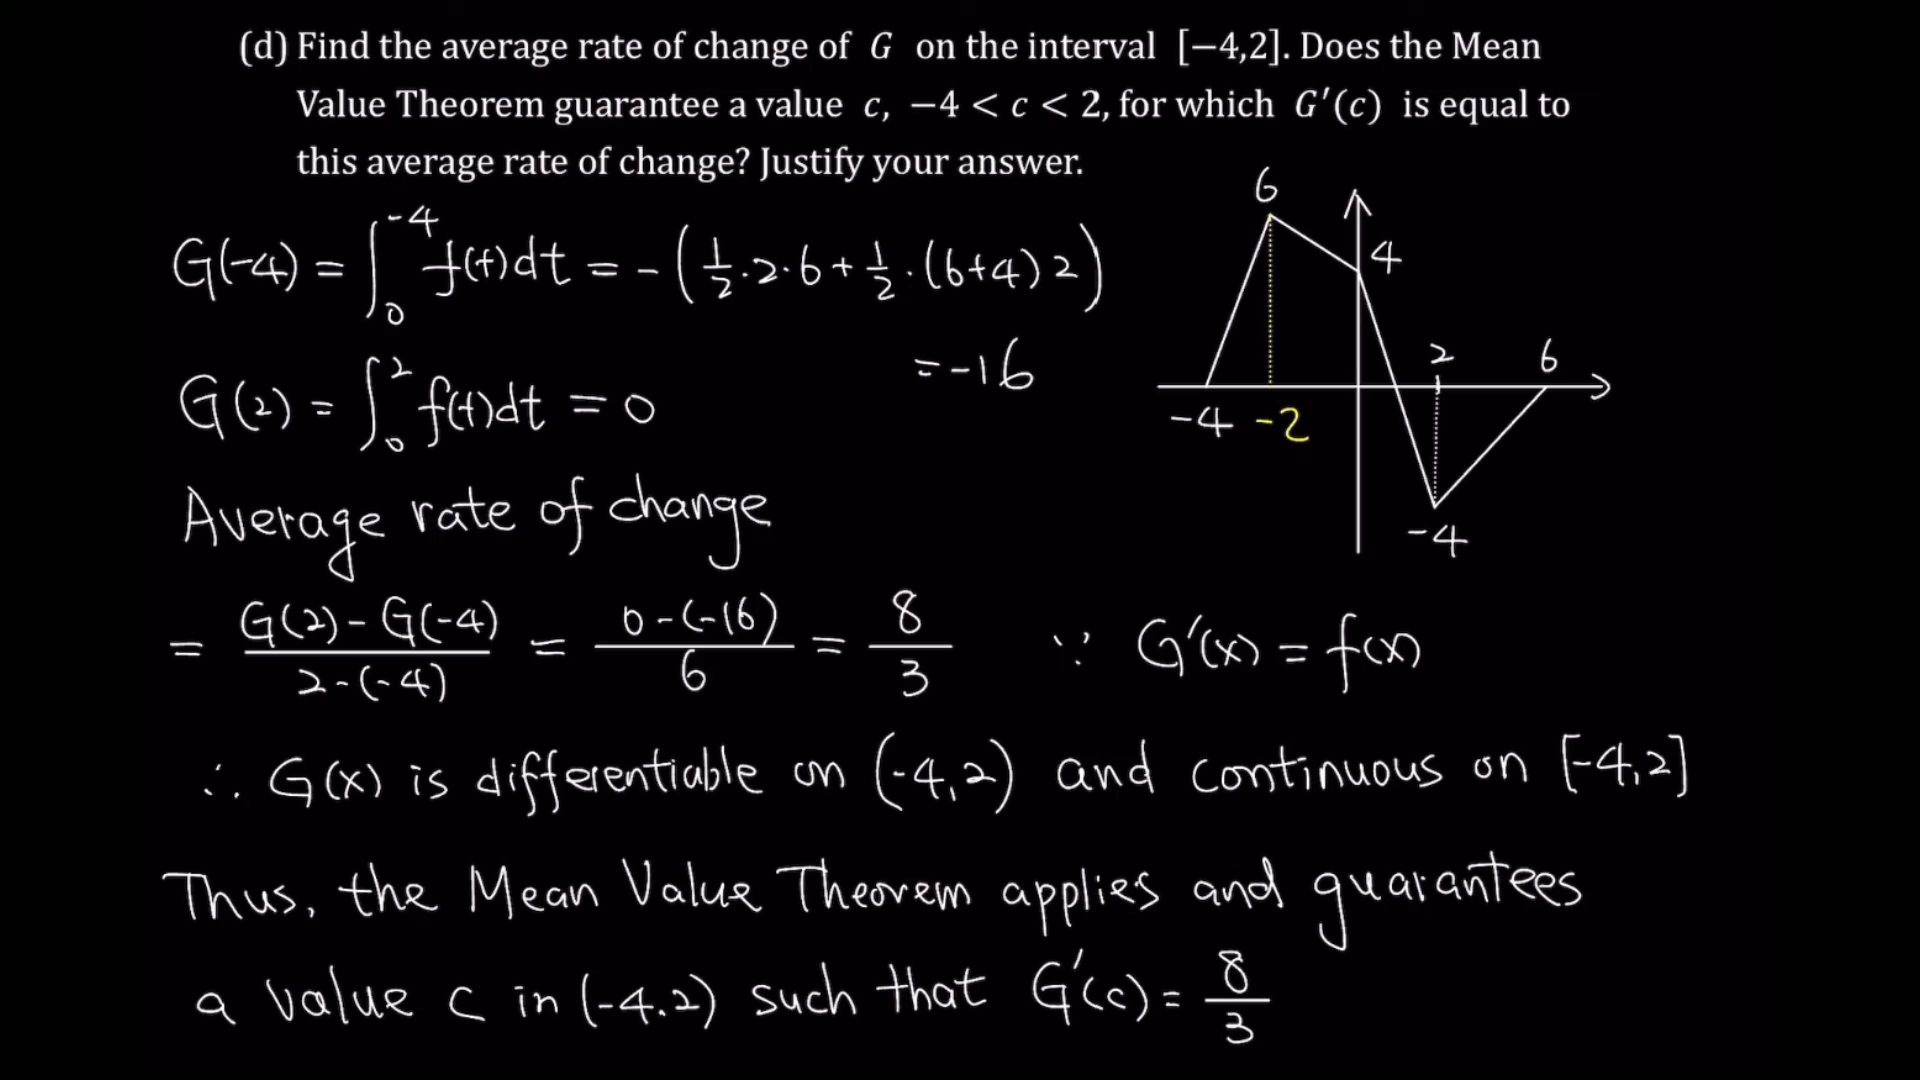 (d) Find the average rate of change of G on the interval [−4,2]. Does the Mean
Value Theorem guarantee a value c, −4 < c < 2, for which G′(c) is equal to
this average rate of change? Justify your answer.
G(-4) = ∫_0^{-4} f(t)dt = -(1/2·2·6 + 1/2·(6+4)2)
= -16
G(2) = ∫_0^2 f(t)dt = 0
6
4
2
6
-4 -2
-4
Average rate of change
= (G(2) - G(-4))/(2-(-4)) = (0-(-16))/6 = 8/3 ∵ G′(x) = f(x)
∴ G(x) is differentiable on (-4,2) and continuous on [-4,2]
Thus, the Mean Value Theorem applies and guarantees
a value c in (-4.2) such that G′(c) = 8/3